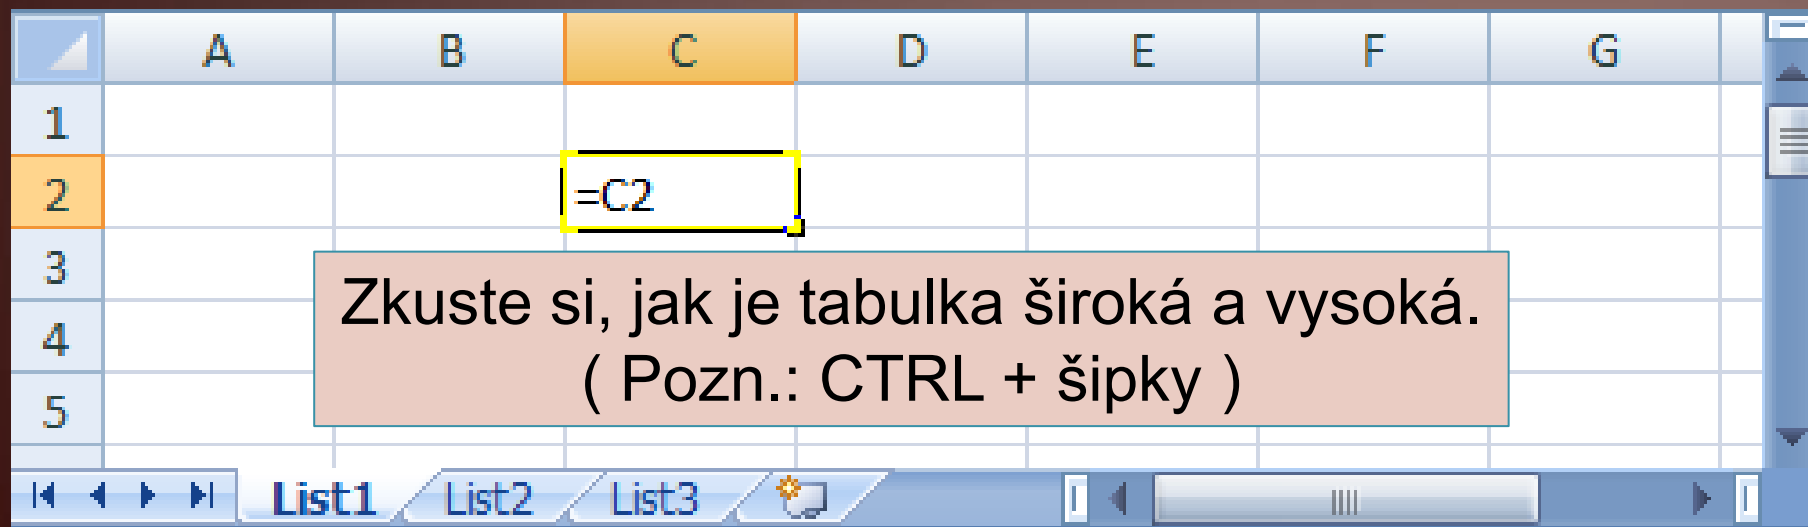 A B C D E F G
1
2 =C2
3
4
5
Zkuste si, jak je tabulka široká a vysoká.
( Pozn.: CTRL + šipky )
List1 List2 List3